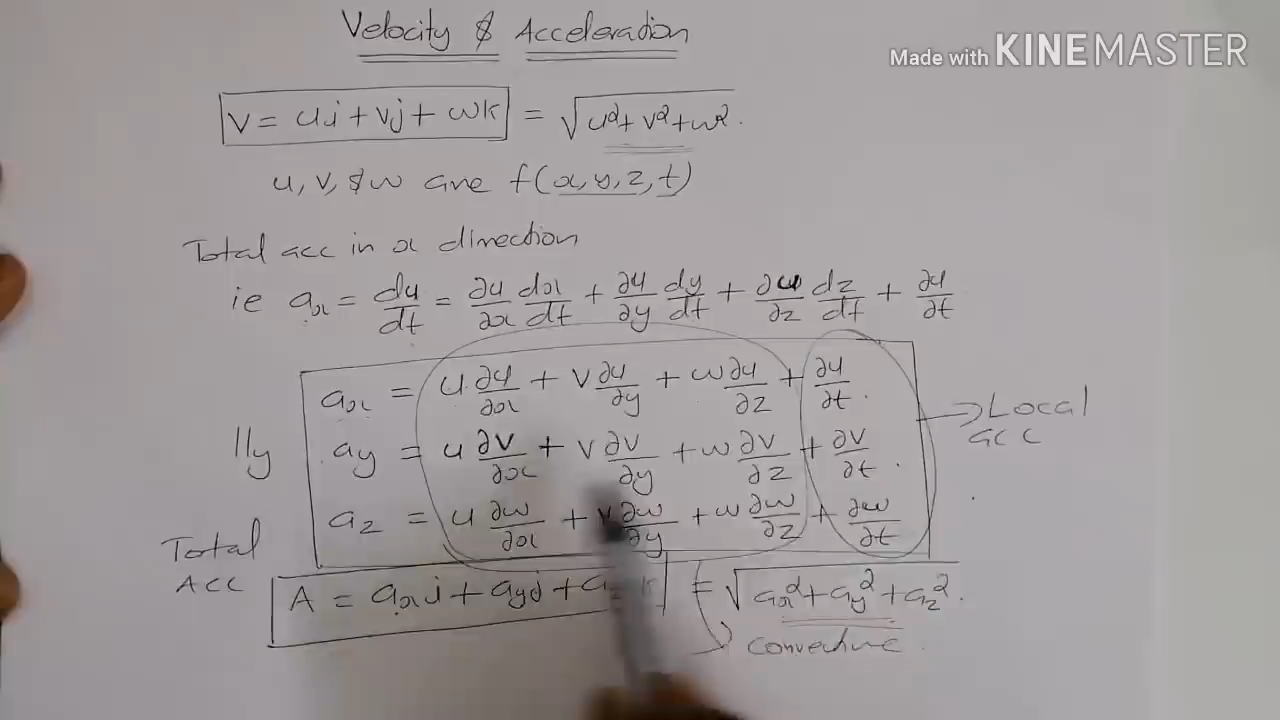 Velocity & Acceleration
Made with KINEMASTER
V = ui + vj + wk = √u²+v²+w².
u, v, & w are f(x, y, z, t)
Total acc in x direction
ie aₓ = du/dt = ∂u/∂x dx/dt + ∂u/∂y dy/dt + ∂w/∂z dz/dt + ∂u/∂t
aₓ = u ∂u/∂x + v ∂u/∂y + w ∂u/∂z + ∂u/∂t.
→ Local acc
lly ay = u ∂v/∂x + v ∂v/∂y + w ∂v/∂z + ∂v/∂t.
az = u ∂w/∂x + v ∂w/∂y + w ∂w/∂z + ∂w/∂t
Total Acc
A = aₓi + ayj + a k = √aₓ²+ay²+az².
convective